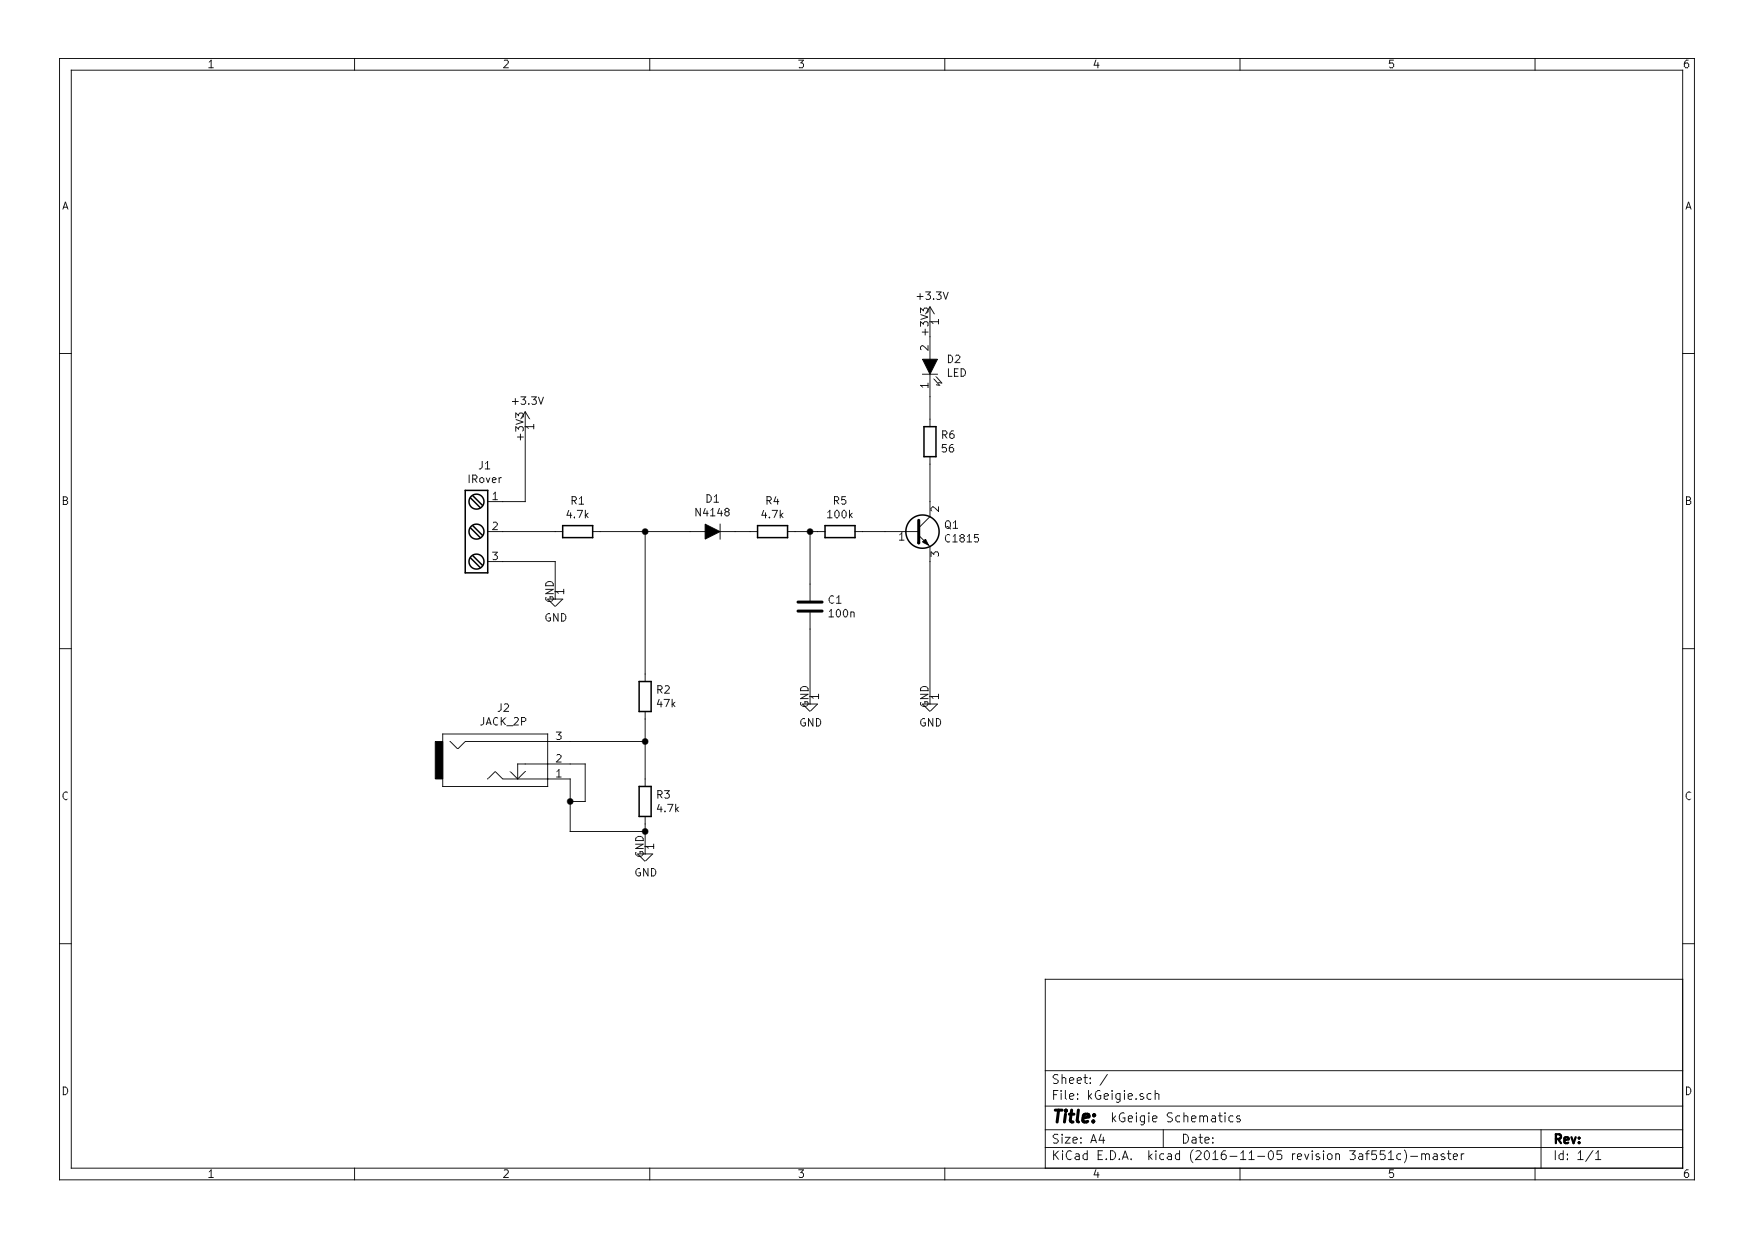 1 2 3 4 5 6
A A
+3.3V
+3V3
1
2
D2
LED
1
B B
+3.3V
+3V3
1
R6
56
J1
IRover
1
2
3
R1
4.7k
D1
N4148
R4
4.7k
R5
100k
2
Q1
C1815
1
3
GND
1
GND
C1
100n
GND
1
GND
GND
1
GND
R2
47k
J2
JACK_2P
3
2
1
C C
R3
4.7k
GND
1
GND
Sheet: /
File: kGeigie.sch
D D
Title: kGeigie Schematics
Size: A4 Date: Rev:
KiCad E.D.A. kicad (2016-11-05 revision 3af551c)-master Id: 1/1
1 2 3 4 5 6